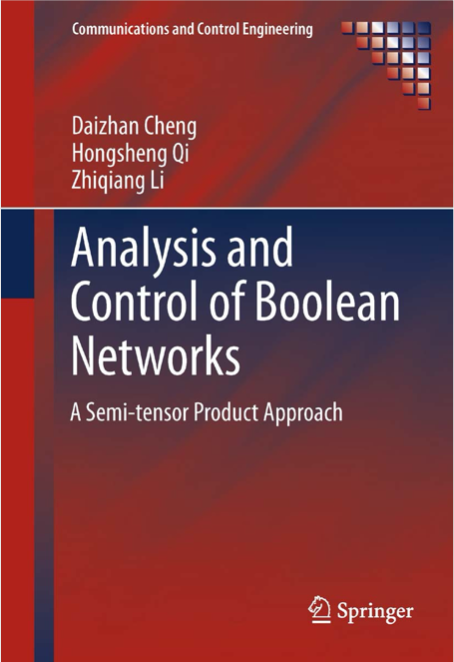 Communications and Control Engineering
Daizhan Cheng
Hongsheng Qi
Zhiqiang Li
Analysis and
Control of Boolean
Networks
A Semi-tensor Product Approach
Springer